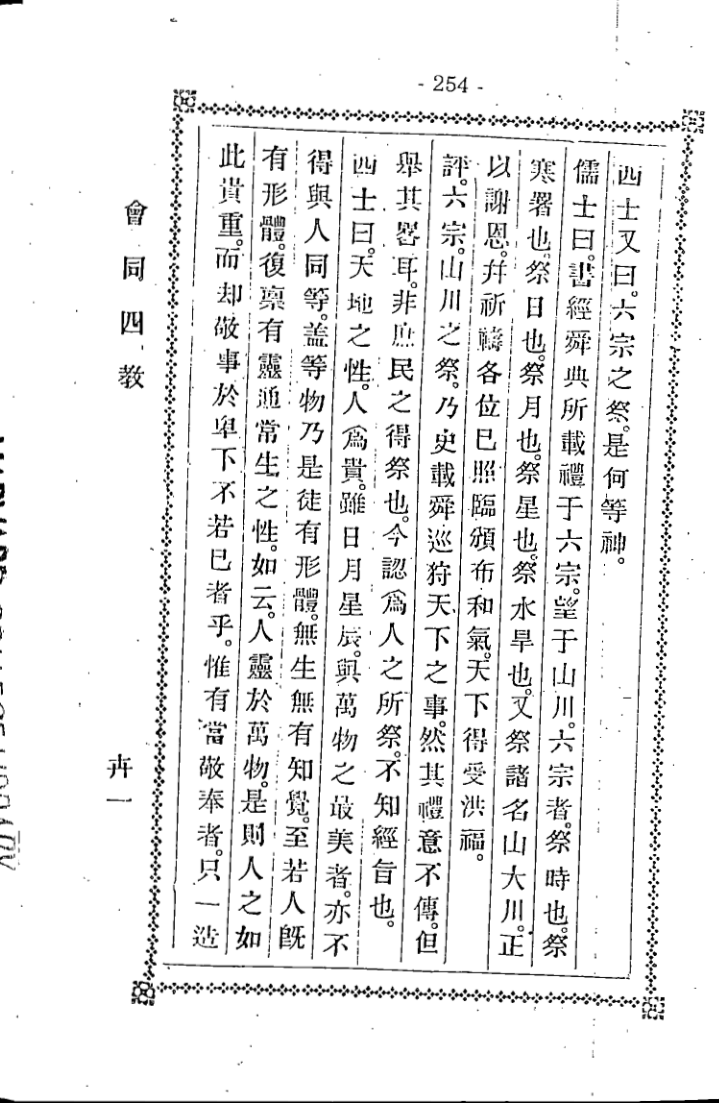 - 254 -
四士又曰。六宗之祭。是何等神。
儒士曰。書經舜典所載禮于六宗。望于山川。六宗者。祭時也。祭
寒暑也。祭日也。祭月也。祭星也。祭水旱也。又祭諸名山大川。正
以謝恩。幷祈禱各位已照臨頒布和氣。天下得受洪福。
評。六宗。山川之祭。乃史載舜巡狩天下之事。然其禮意不傳。但
舉其畧耳。非庶民之得祭也。今認爲人之所祭。不知經旨也。
四士曰。天地之性。人爲貴。雖日月星辰。與萬物之最美者。亦不
得與人同等。盖等物乃是徒有形體。無生無有知覺。至若人旣
有形體。復禀有靈通常生之性。如云。人靈於萬物。是則人之如
此貴重。而却敬事於卑下不若已者乎。惟有當敬奉者。只一造
會同四教
卉一